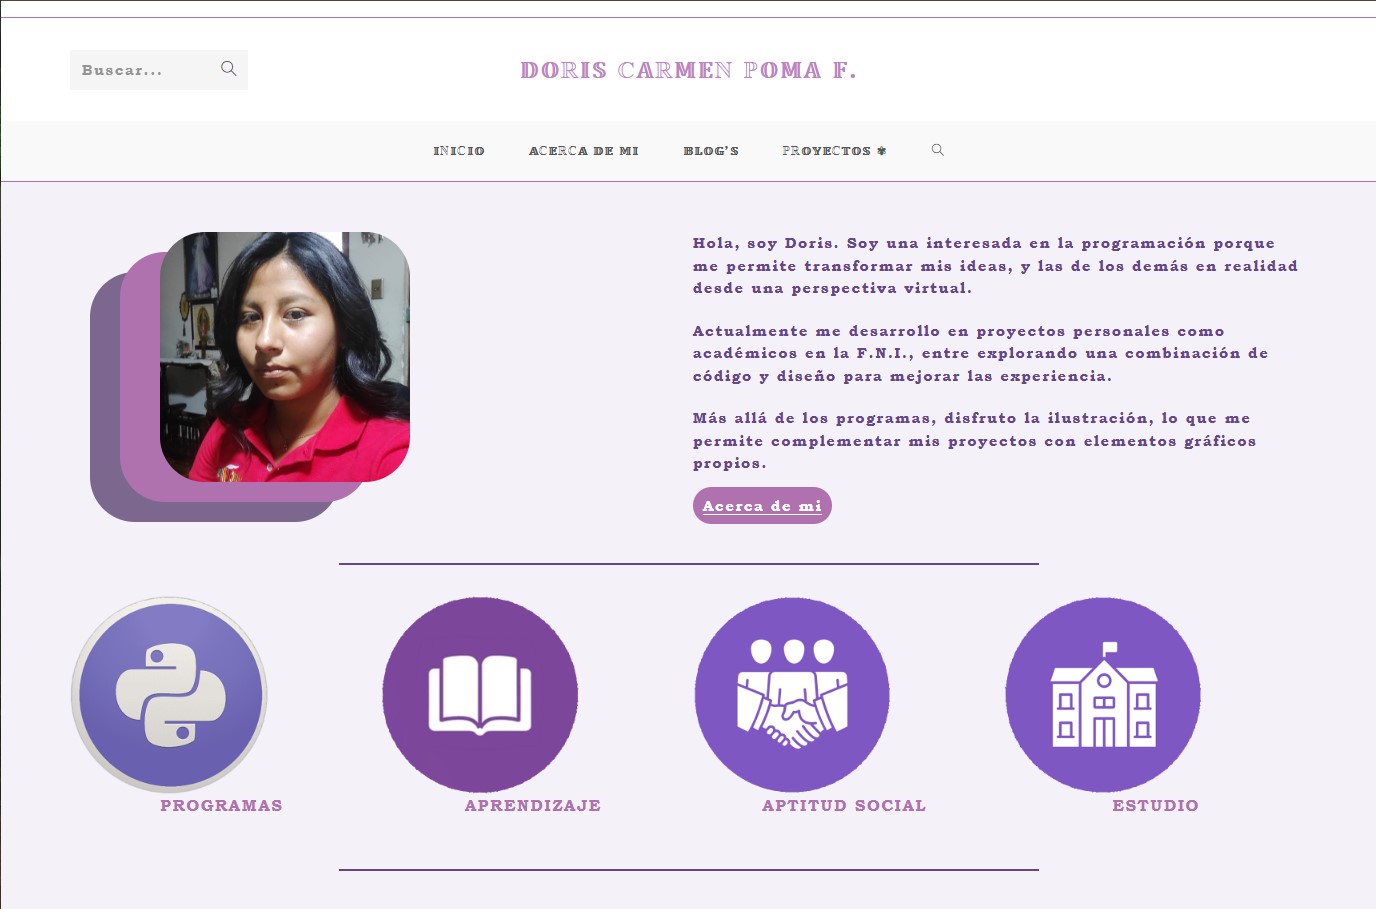 Buscar...
DORIS CARMEN POMA F.
INICIO
ACERCA DE MI
BLOG'S
PROYECTOS ✾
Hola, soy Doris. Soy una interesada en la programación porque
me permite transformar mis ideas, y las de los demás en realidad
desde una perspectiva virtual.
Actualmente me desarrollo en proyectos personales como
académicos en la F.N.I., entre explorando una combinación de
código y diseño para mejorar las experiencia.
Más allá de los programas, disfruto la ilustración, lo que me
permite complementar mis proyectos con elementos gráficos
propios.
Acerca de mi
PROGRAMAS
APRENDIZAJE
APTITUD SOCIAL
ESTUDIO